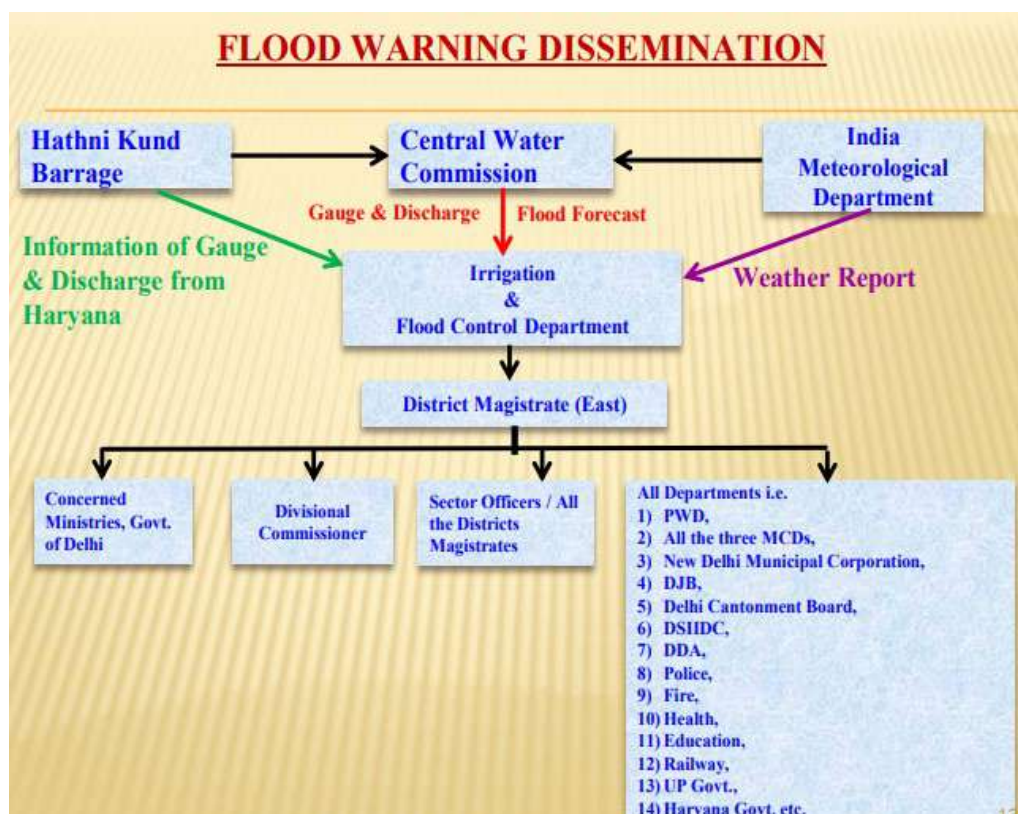 FLOOD WARNING DISSEMINATION
Hathni Kund
Barrage
Central Water
Commission
India
Meteorological
Department
Gauge & Discharge
Flood Forecast
Information of Gauge
& Discharge from
Haryana
Irrigation
&
Flood Control Department
Weather Report
District Magistrate (East)
Concerned
Ministries, Govt.
of Delhi
Divisional
Commissioner
Sector Officers / All
the Districts
Magistrates
All Departments i.e.
1) PWD,
2) All the three MCDs,
3) New Delhi Municipal Corporation,
4) DJB,
5) Delhi Cantonment Board,
6) DSIIDC,
7) DDA,
8) Police,
9) Fire,
10) Health,
11) Education,
12) Railway,
13) UP Govt.,
14) Haryana Govt. etc.